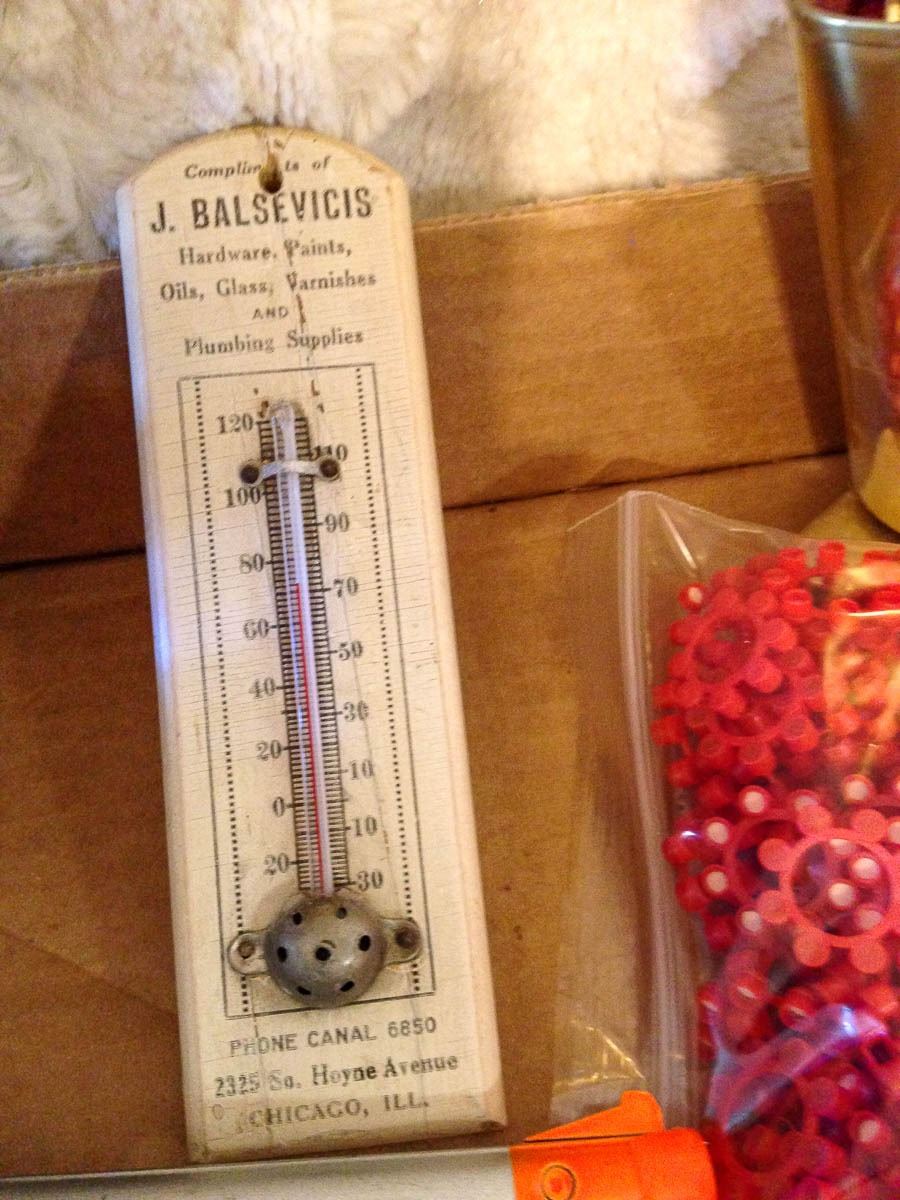 Compliments of
J. BALSEVICIS
Hardware, Paints,
Oils, Glass, Varnishes
AND
Plumbing Supplies
120
110
100
90
80
70
60
50
40
30
20
10
0
10
20
30
PHONE CANAL 6850
2325 So. Hoyne Avenue
CHICAGO, ILL.